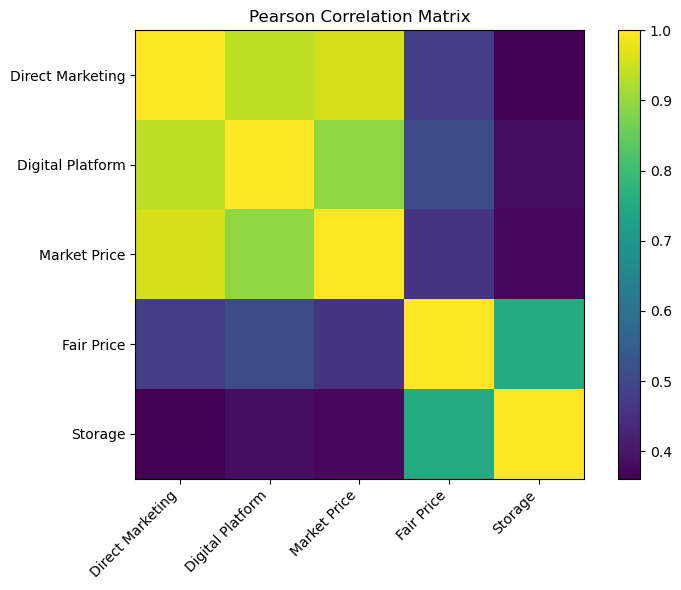 Pearson Correlation Matrix
Direct Marketing
Digital Platform
Market Price
Fair Price
Storage
Direct Marketing
Digital Platform
Market Price
Fair Price
Storage
1.0
0.9
0.8
0.7
0.6
0.5
0.4